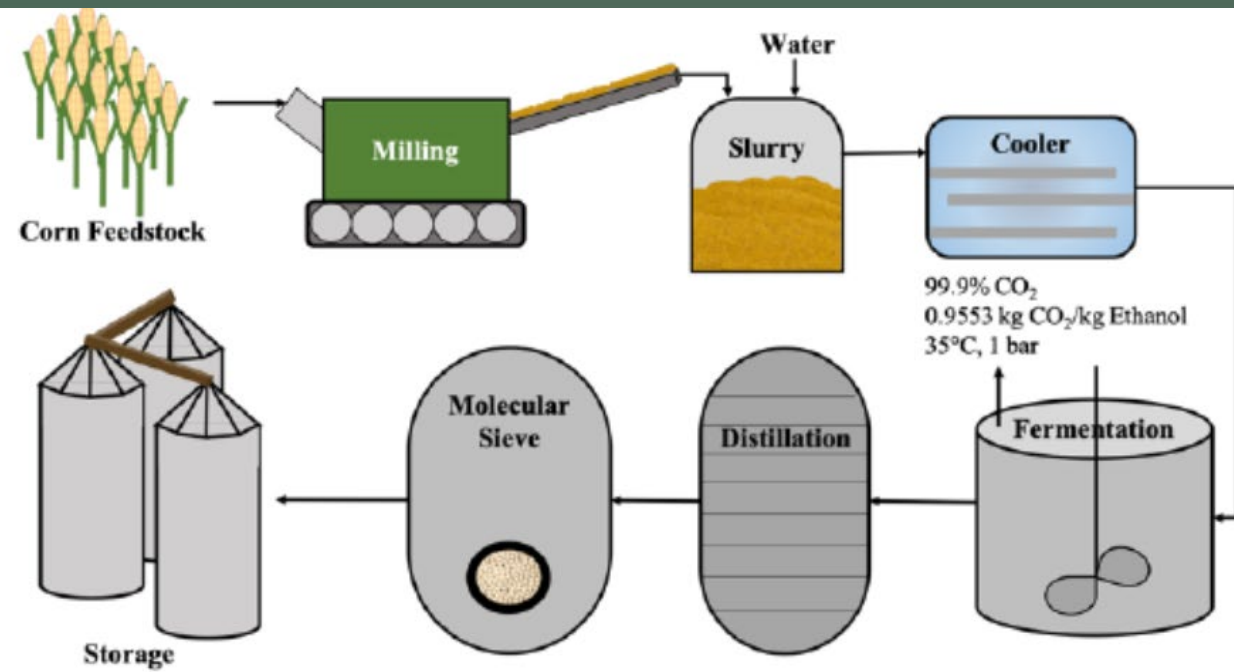 Corn Feedstock
Milling
Water
Slurry
Cooler
99.9% CO₂
0.9553 kg CO₂/kg Ethanol
35°C, 1 bar
Fermentation
Distillation
Molecular
Sieve
Storage